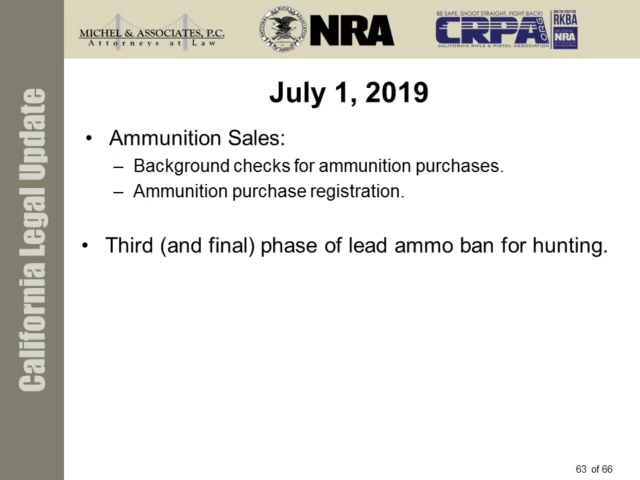 MICHEL & ASSOCIATES, P.C.
Attorneys at Law
NRA
BE SAFE. SHOOT STRAIGHT. FIGHT BACK!
CRPA.ORG
CALIFORNIA RIFLE & PISTOL ASSOCIATION
RKBA
NRA
California Legal Update
July 1, 2019
• Ammunition Sales:
– Background checks for ammunition purchases.
– Ammunition purchase registration.
• Third (and final) phase of lead ammo ban for hunting.
63 of 66